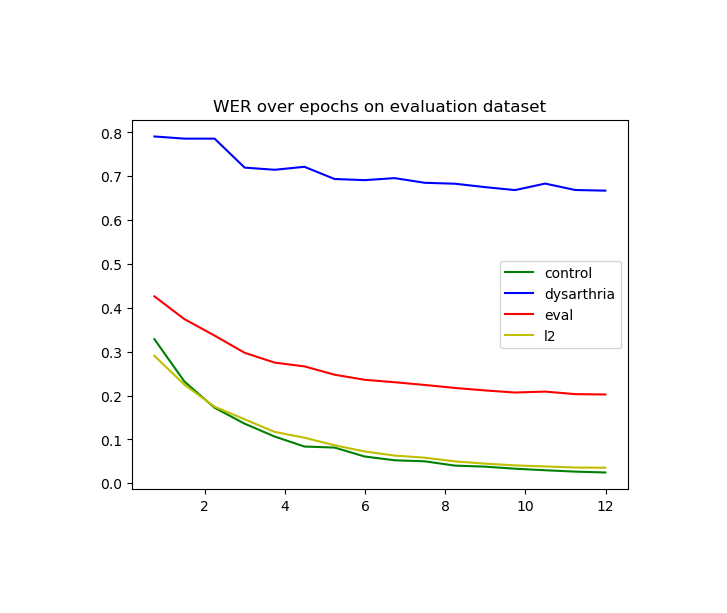 WER over epochs on evaluation dataset
0.8
0.7
0.6
0.5
0.4
0.3
0.2
0.1
0.0
control
dysarthria
eval
l2
2 4 6 8 10 12